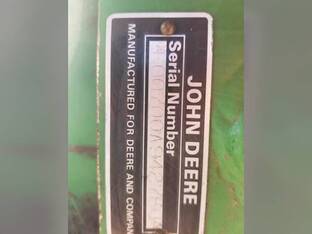 JOHN DEERE
Serial Number
MANUFACTURED FOR DEERE AND COMPAN